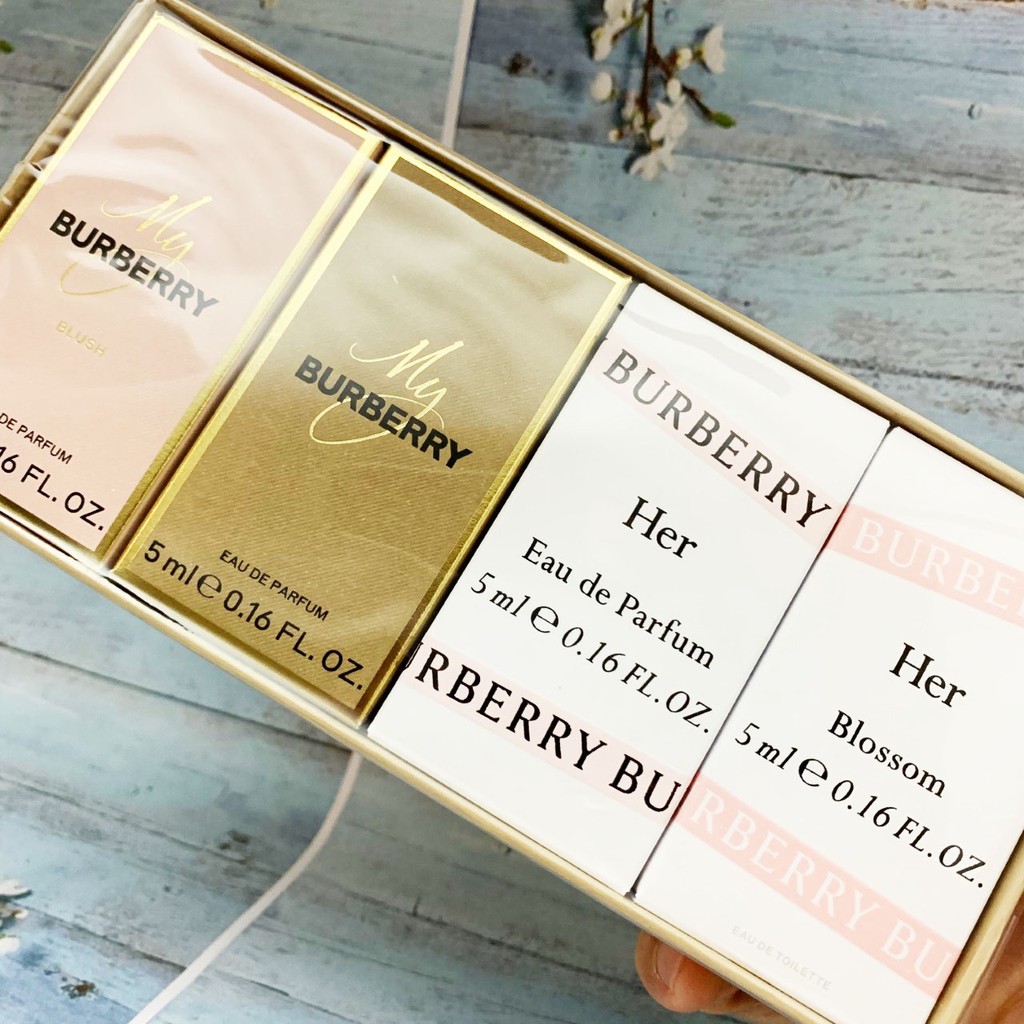 My
BURBERRY
BLUSH
DE PARFUM
16 FL. OZ.
My
BURBERRY
EAU DE PARFUM
5 ml e 0.16 FL. OZ.
BURBERRY
Her
Eau de Parfum
5 ml e 0.16 FL. OZ.
URBERRY BU
BURBE
Her
Blossom
5 ml e 0.16 FL. OZ.
RBERRY BU
EAU DE TOILETTE